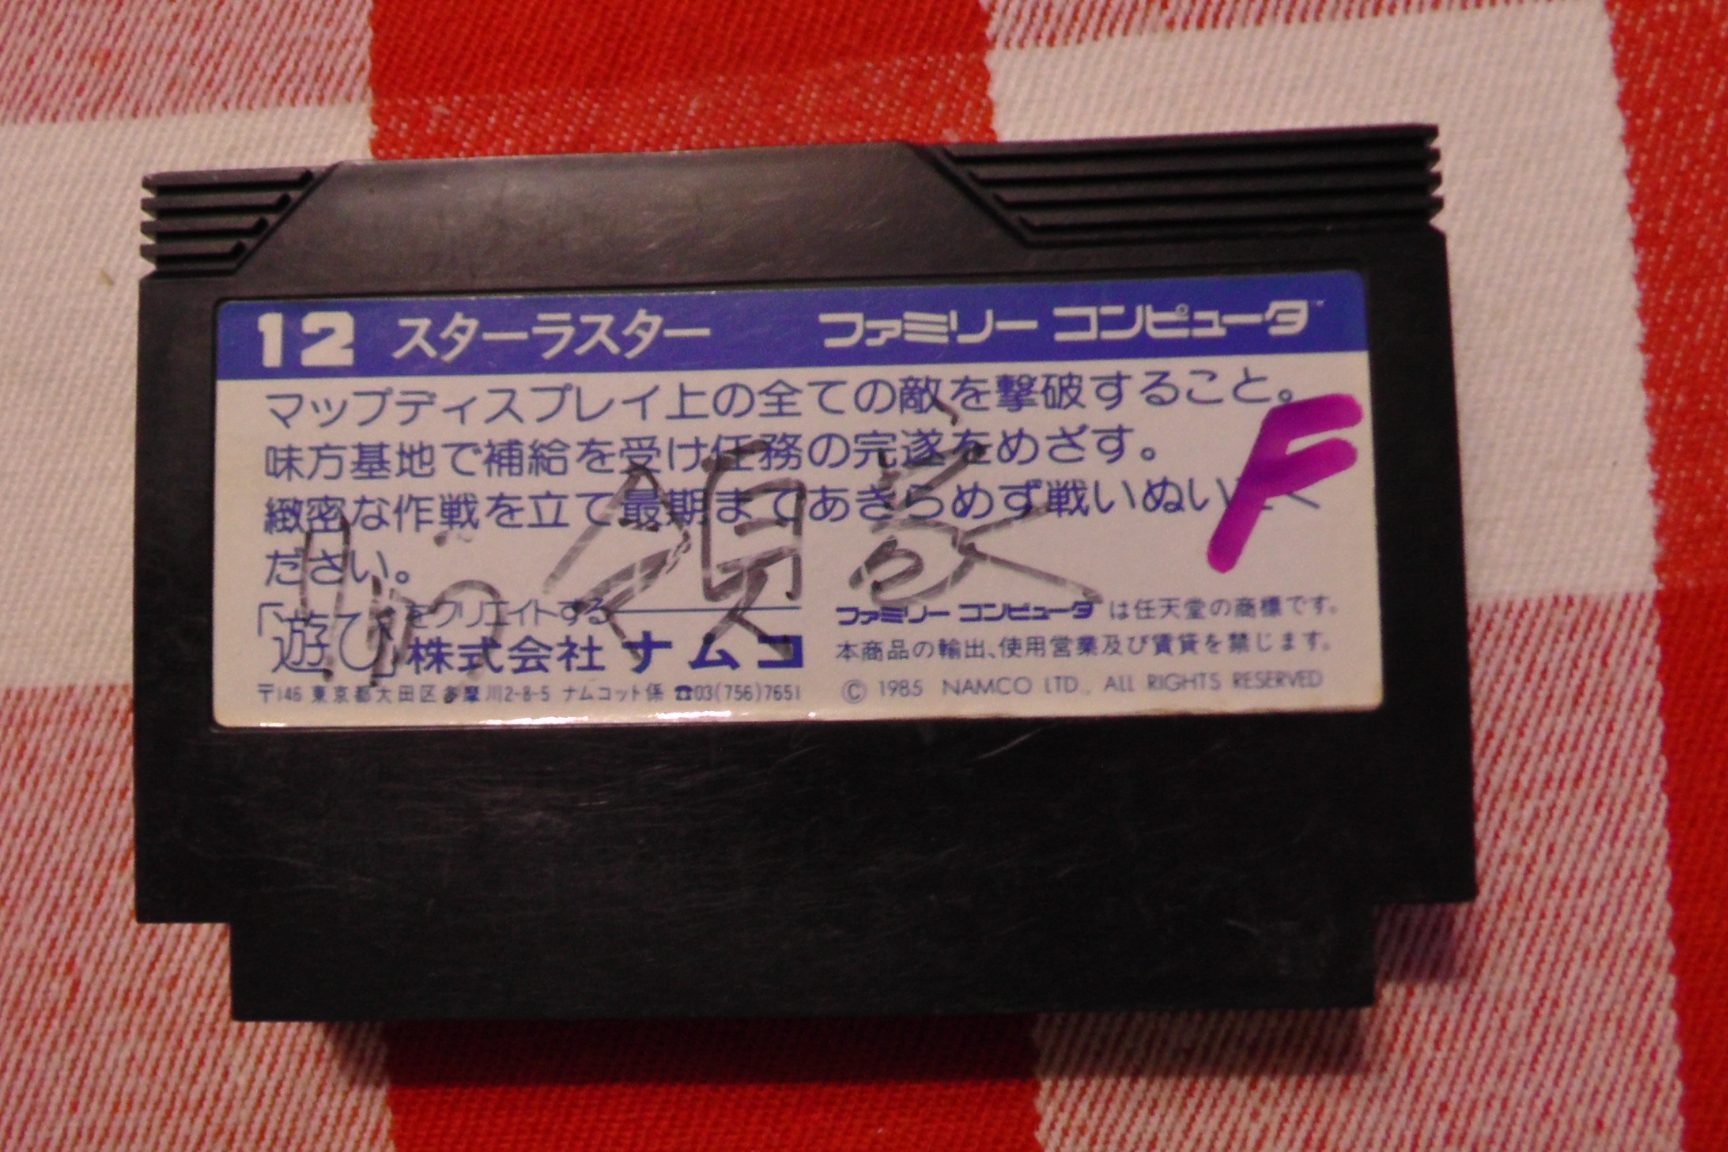 12 スターラスター ファミリー コンピュータ™
マップディスプレイ上の全ての敵を撃破すること。
味方基地で補給を受け任務の完遂をめざす。
緻密な作戦を立て最期まであきらめず戦いぬいてく
ださい。
F
「遊び」をクリエイトする
株式会社 ナムコ
〒146 東京都大田区多摩川2-8-5 ナムコット係 ☎03(756)7651
ファミリー コンピュータ は任天堂の商標です。
本商品の輸出、使用営業及び賃貸を禁じます。
© 1985 NAMCO LTD., ALL RIGHTS RESERVED